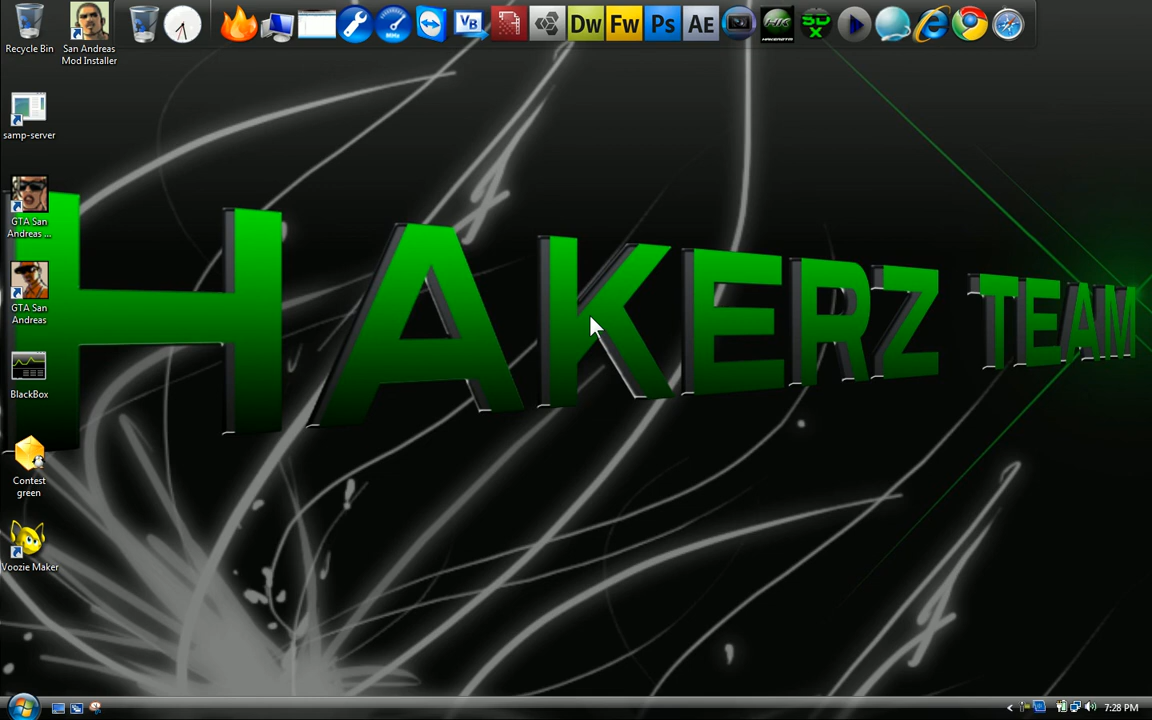 Recycle Bin
San Andreas
Mod Installer
VB
Dw
Fw
Ps
AE
samp-server
GTA San
Andreas ...
GTA San
Andreas
BlackBox
Contest
green
Voozie Maker
HAKERZ TEAM
7:28 PM